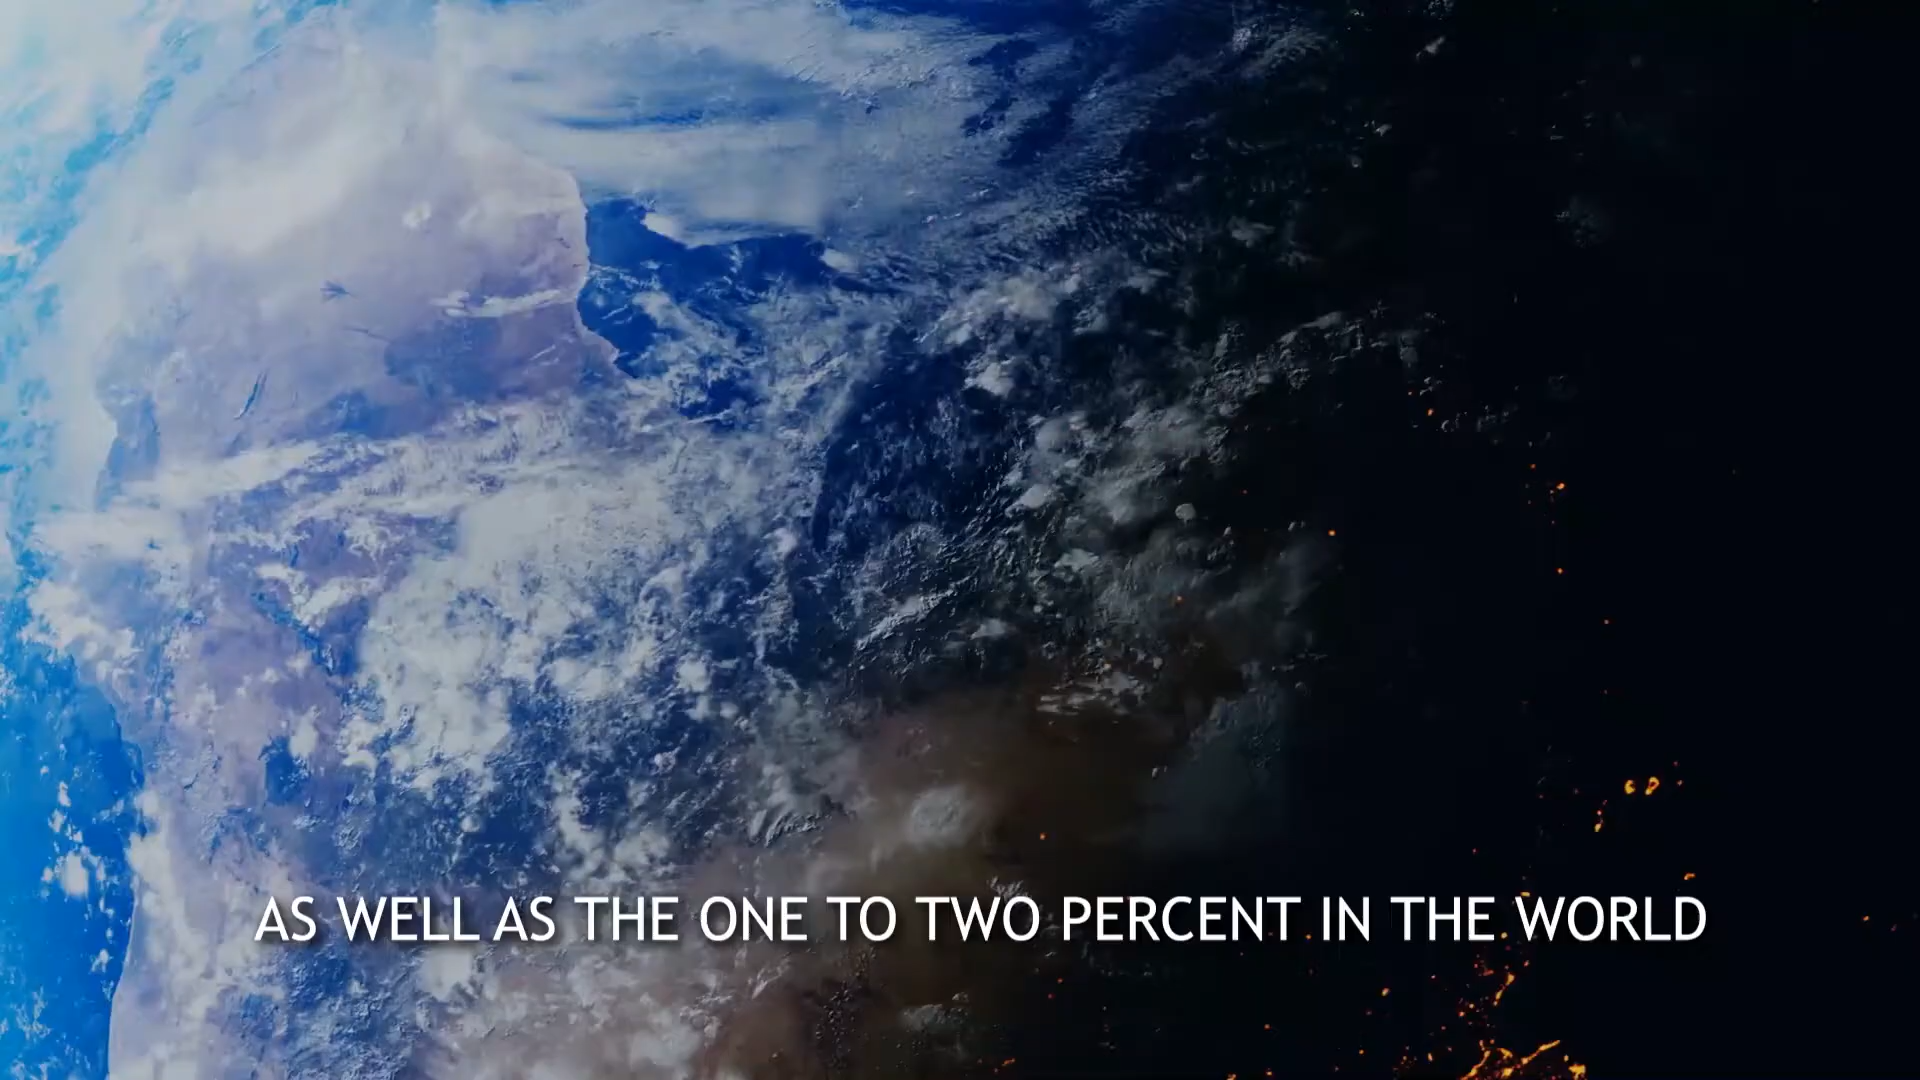 AS WELL AS THE ONE TO TWO PERCENT IN THE WORLD